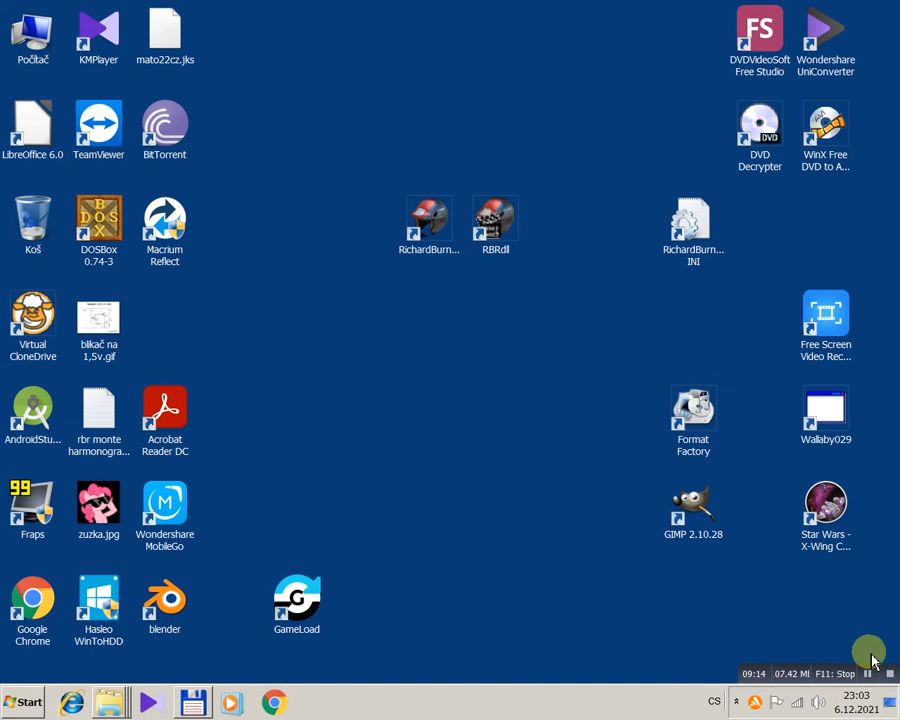 Počítač
KMPlayer
mato22cz.jks
FS
DVDVideoSoft
Free Studio
Wondershare
UniConverter
LibreOffice 6.0
TeamViewer
BitTorrent
DVD
DVD
Decrypter
WinX Free
DVD to A...
Koš
DOS
BOX
DOSBox
0.74-3
Macrium
Reflect
RichardBurn...
RBRdll
RichardBurn...
INI
Virtual
CloneDrive
blikač na
1,5v.gif
Free Screen
Video Rec...
AndroidStu...
rbr monte
harmonogra...
Acrobat
Reader DC
Format
Factory
Wallaby029
99
Fraps
zuzka.jpg
Wondershare
MobileGo
GIMP 2.10.28
Star Wars -
X-Wing C...
Google
Chrome
Hasleo
WinToHDD
blender
G
GameLoad
09:14
F11: Stop
Start
CS
23:03
6.12.2021